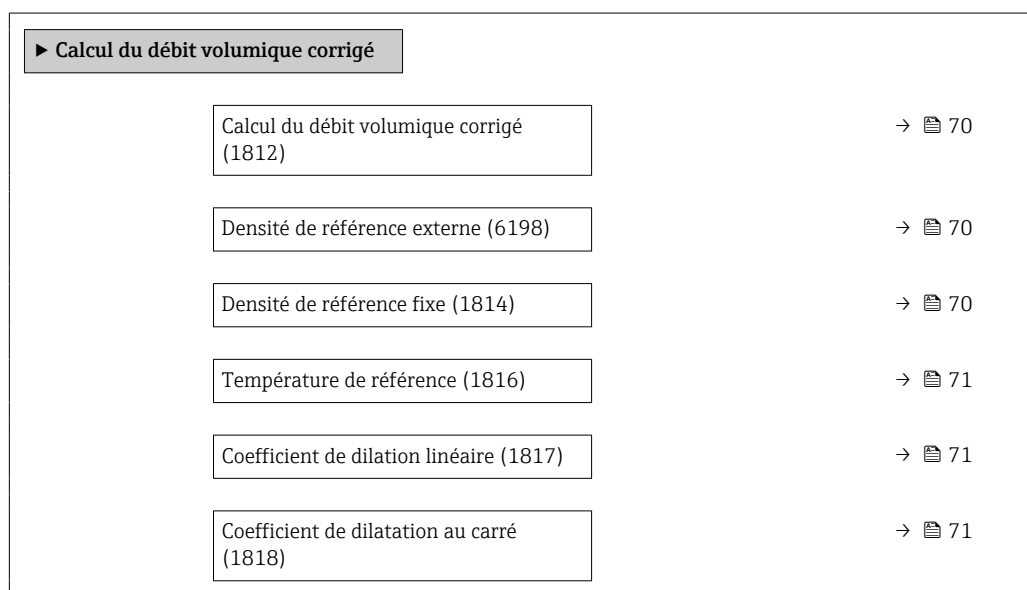 ▶ Calcul du débit volumique corrigé
Calcul du débit volumique corrigé → 70
(1812)
Densité de référence externe (6198) → 70
Densité de référence fixe (1814) → 70
Température de référence (1816) → 71
Coefficient de dilation linéaire (1817) → 71
Coefficient de dilatation au carré → 71
(1818)